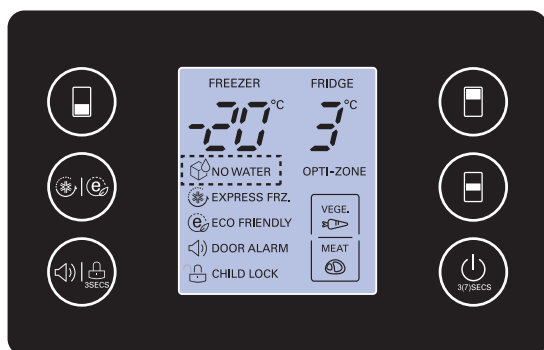 FREEZER FRIDGE
-20°C 3°C
NO WATER OPTI-ZONE
EXPRESS FRZ.
ECO FRIENDLY
VEGE.
DOOR ALARM
MEAT
CHILD LOCK
e
e
3SECS
3(7)SECS